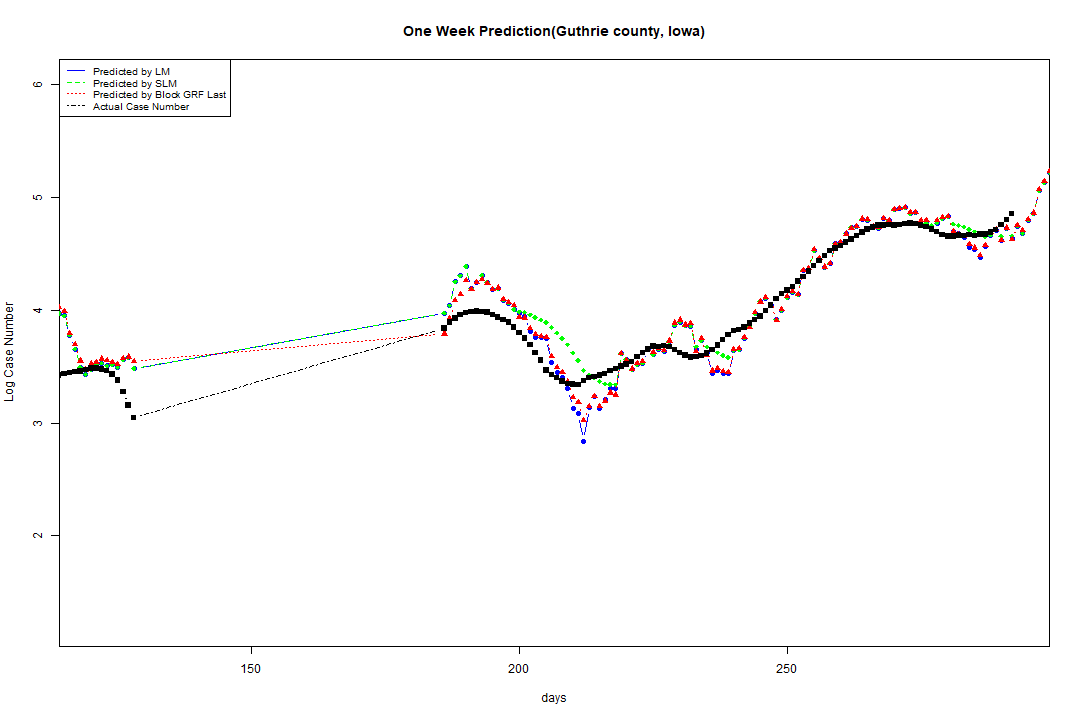 One Week Prediction(Guthrie county, Iowa)
Predicted by LM
Predicted by SLM
Predicted by Block GRF Last
Actual Case Number
6
5
4
3
2
Log Case Number
150 200 250
days